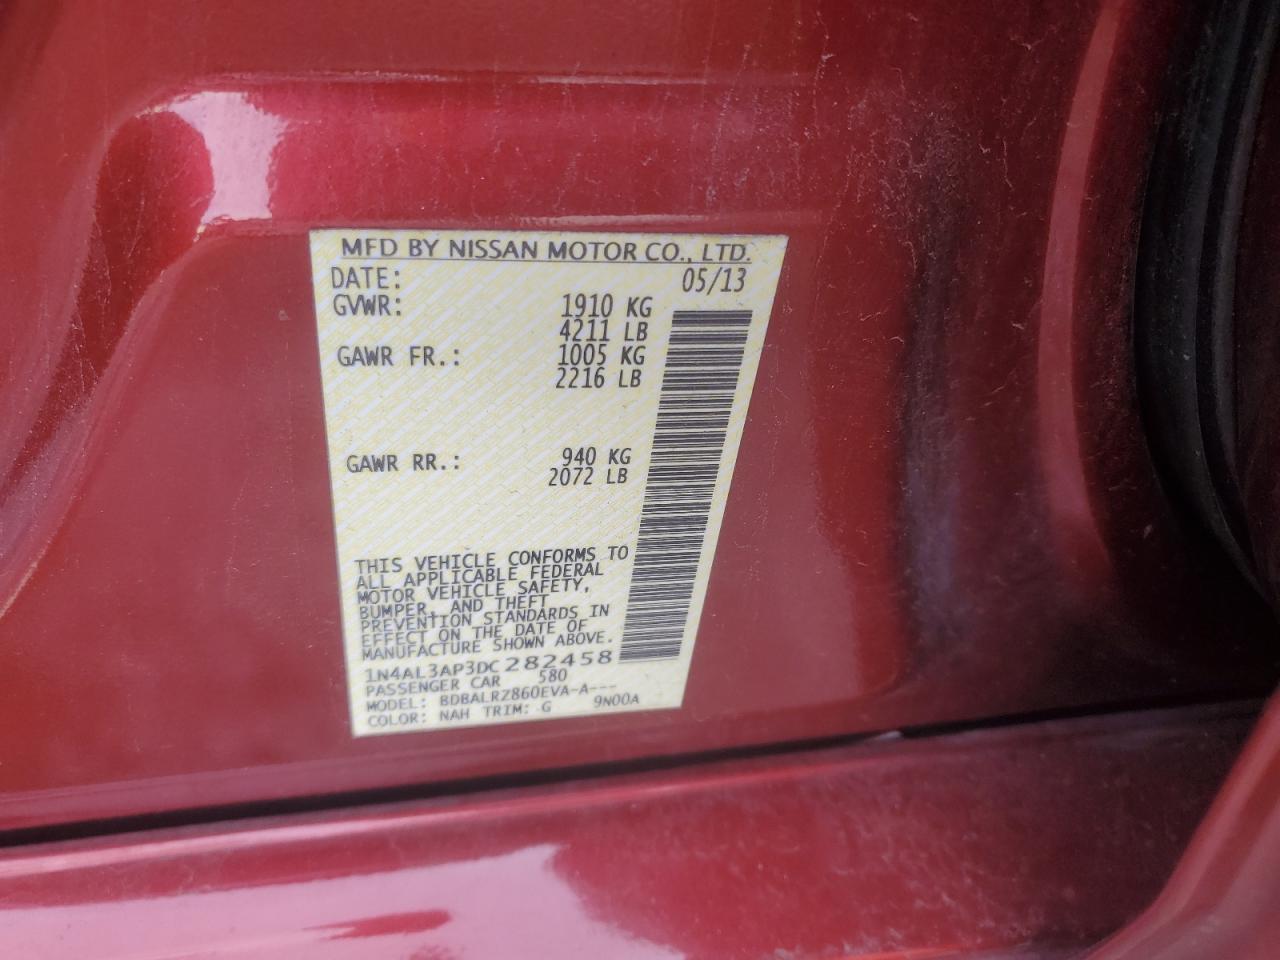 MFD BY NISSAN MOTOR CO., LTD.
DATE: 05/13
GVWR: 1910 KG
4211 LB
GAWR FR.: 1005 KG
2216 LB
GAWR RR.: 940 KG
2072 LB
THIS VEHICLE CONFORMS TO
ALL APPLICABLE FEDERAL
MOTOR VEHICLE SAFETY,
BUMPER, AND THEFT
PREVENTION STANDARDS IN
EFFECT ON THE DATE OF
MANUFACTURE SHOWN ABOVE.
1N4AL3AP3DC282458
PASSENGER CAR 580
MODEL: BDBALRZ860EVA-A---
COLOR: NAH TRIM: G 9N00A